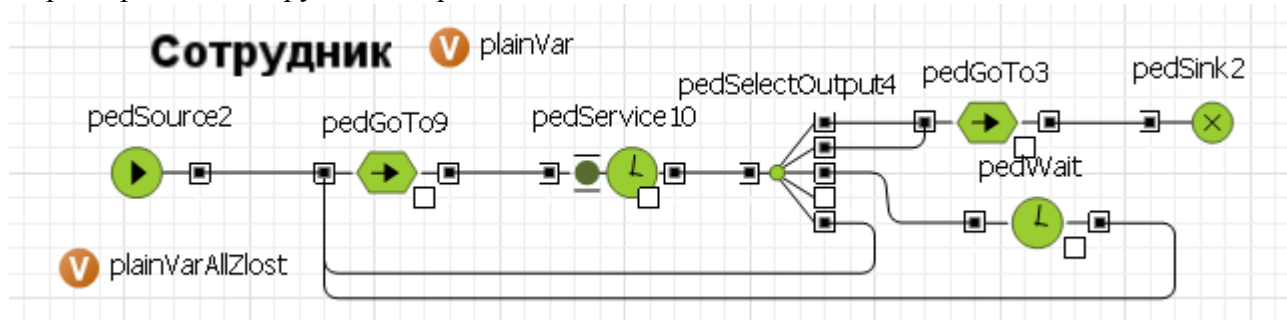 Сотрудник
V plainVar
pedSelectOutput4
pedGoTo3
pedSink2
pedSource2
pedGoTo9
pedService10
pedWait
V plainVarAllZlost